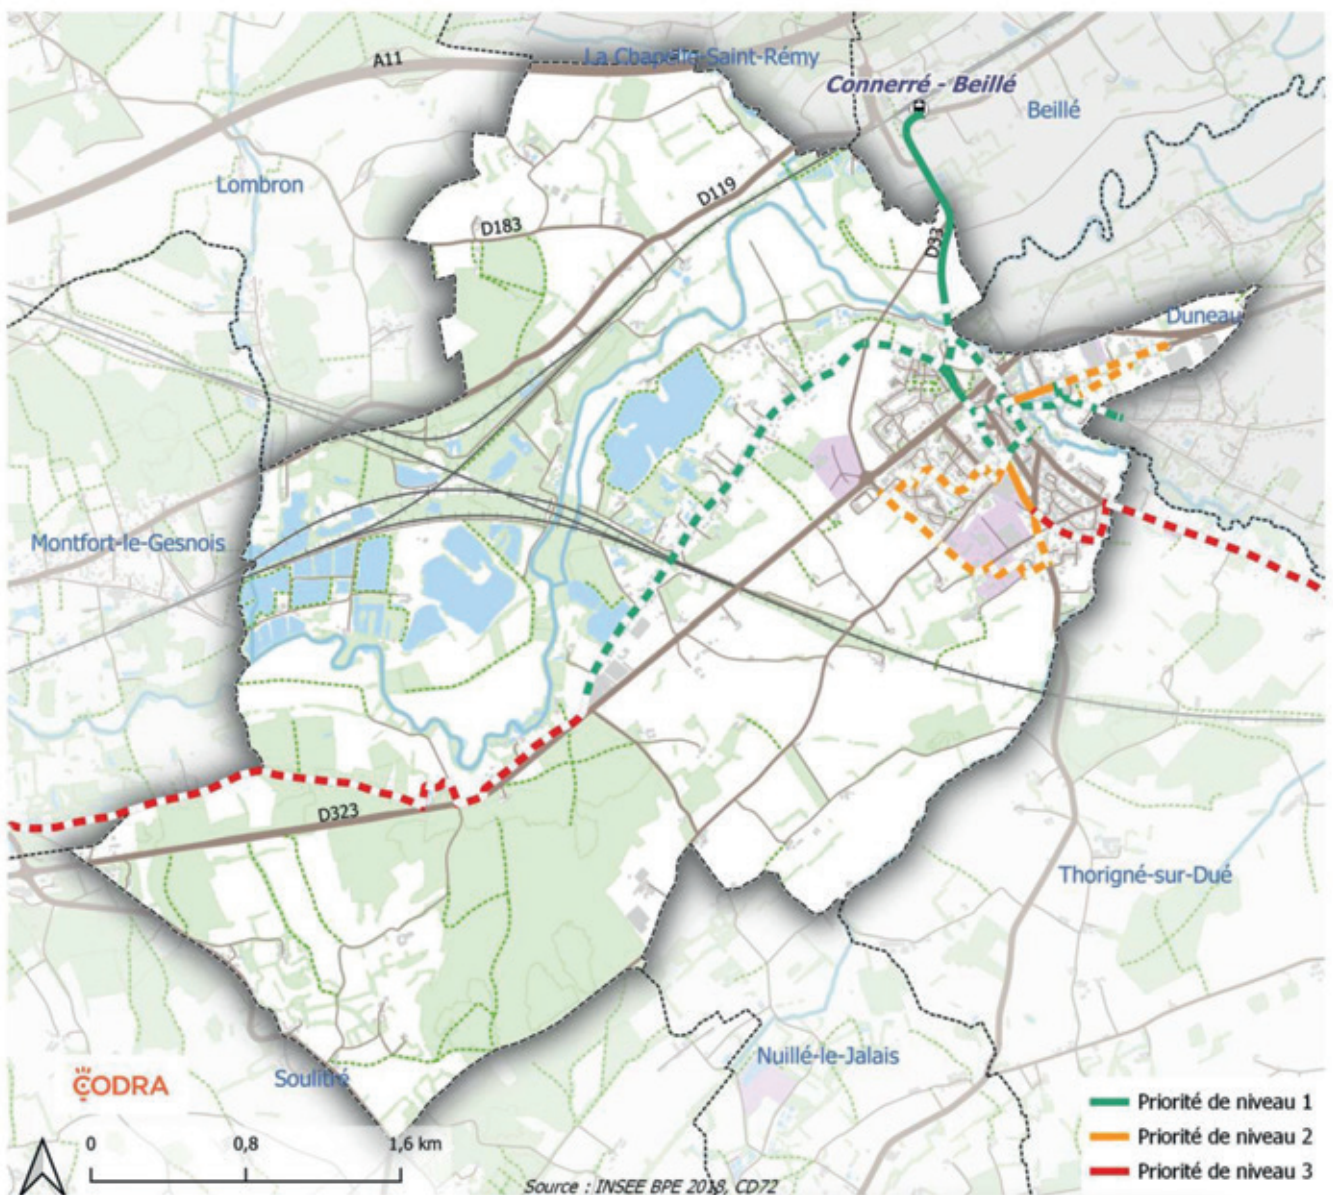 A11
La Chapelle-Saint-Rémy
Connerré - Beillé
Beillé
Lombron
D119
D183
D33
Duneau
Montfort-le-Gesnois
D323
Thorigné-sur-Dué
Nuillé-le-Jalais
Soulitré
CODRA
0 0,8 1,6 km
Priorité de niveau 1
Priorité de niveau 2
Priorité de niveau 3
Source : INSEE BPE 2018, CD72